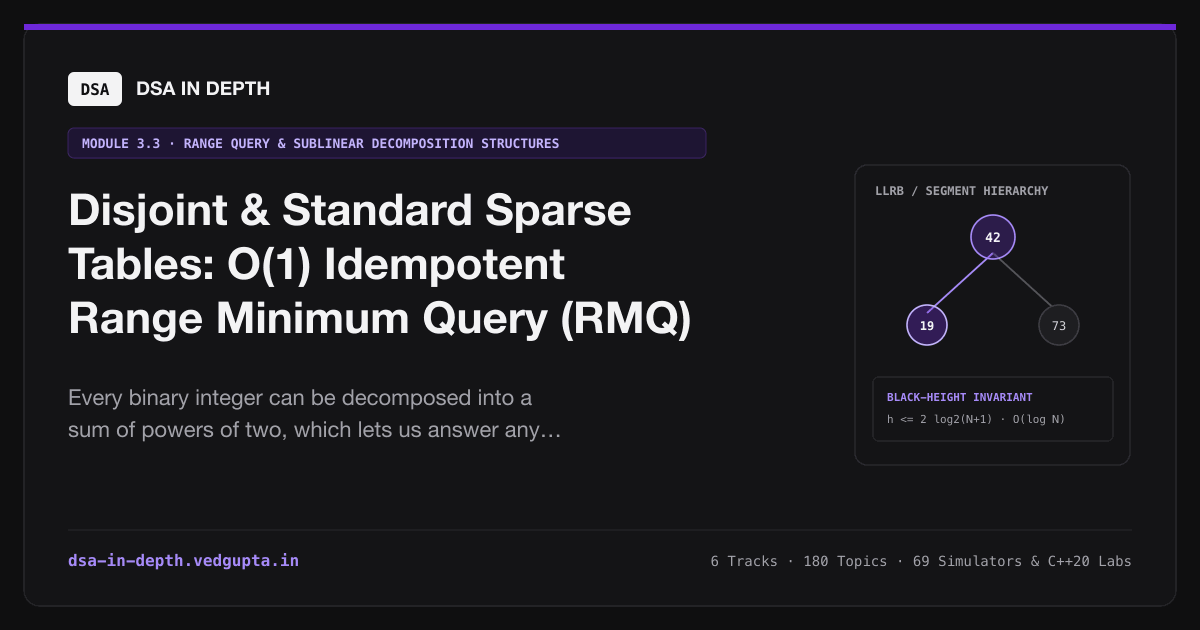 DSA
DSA IN DEPTH
MODULE 3.3 · RANGE QUERY & SUBLINEAR DECOMPOSITION STRUCTURES
Disjoint & Standard Sparse
Tables: O(1) Idempotent
Range Minimum Query (RMQ)
Every binary integer can be decomposed into a
sum of powers of two, which lets us answer any…
LLRB / SEGMENT HIERARCHY
42
19
73
BLACK-HEIGHT INVARIANT
h <= 2 log2(N+1) · O(log N)
dsa-in-depth.vedgupta.in
6 Tracks · 180 Topics · 69 Simulators & C++20 Labs